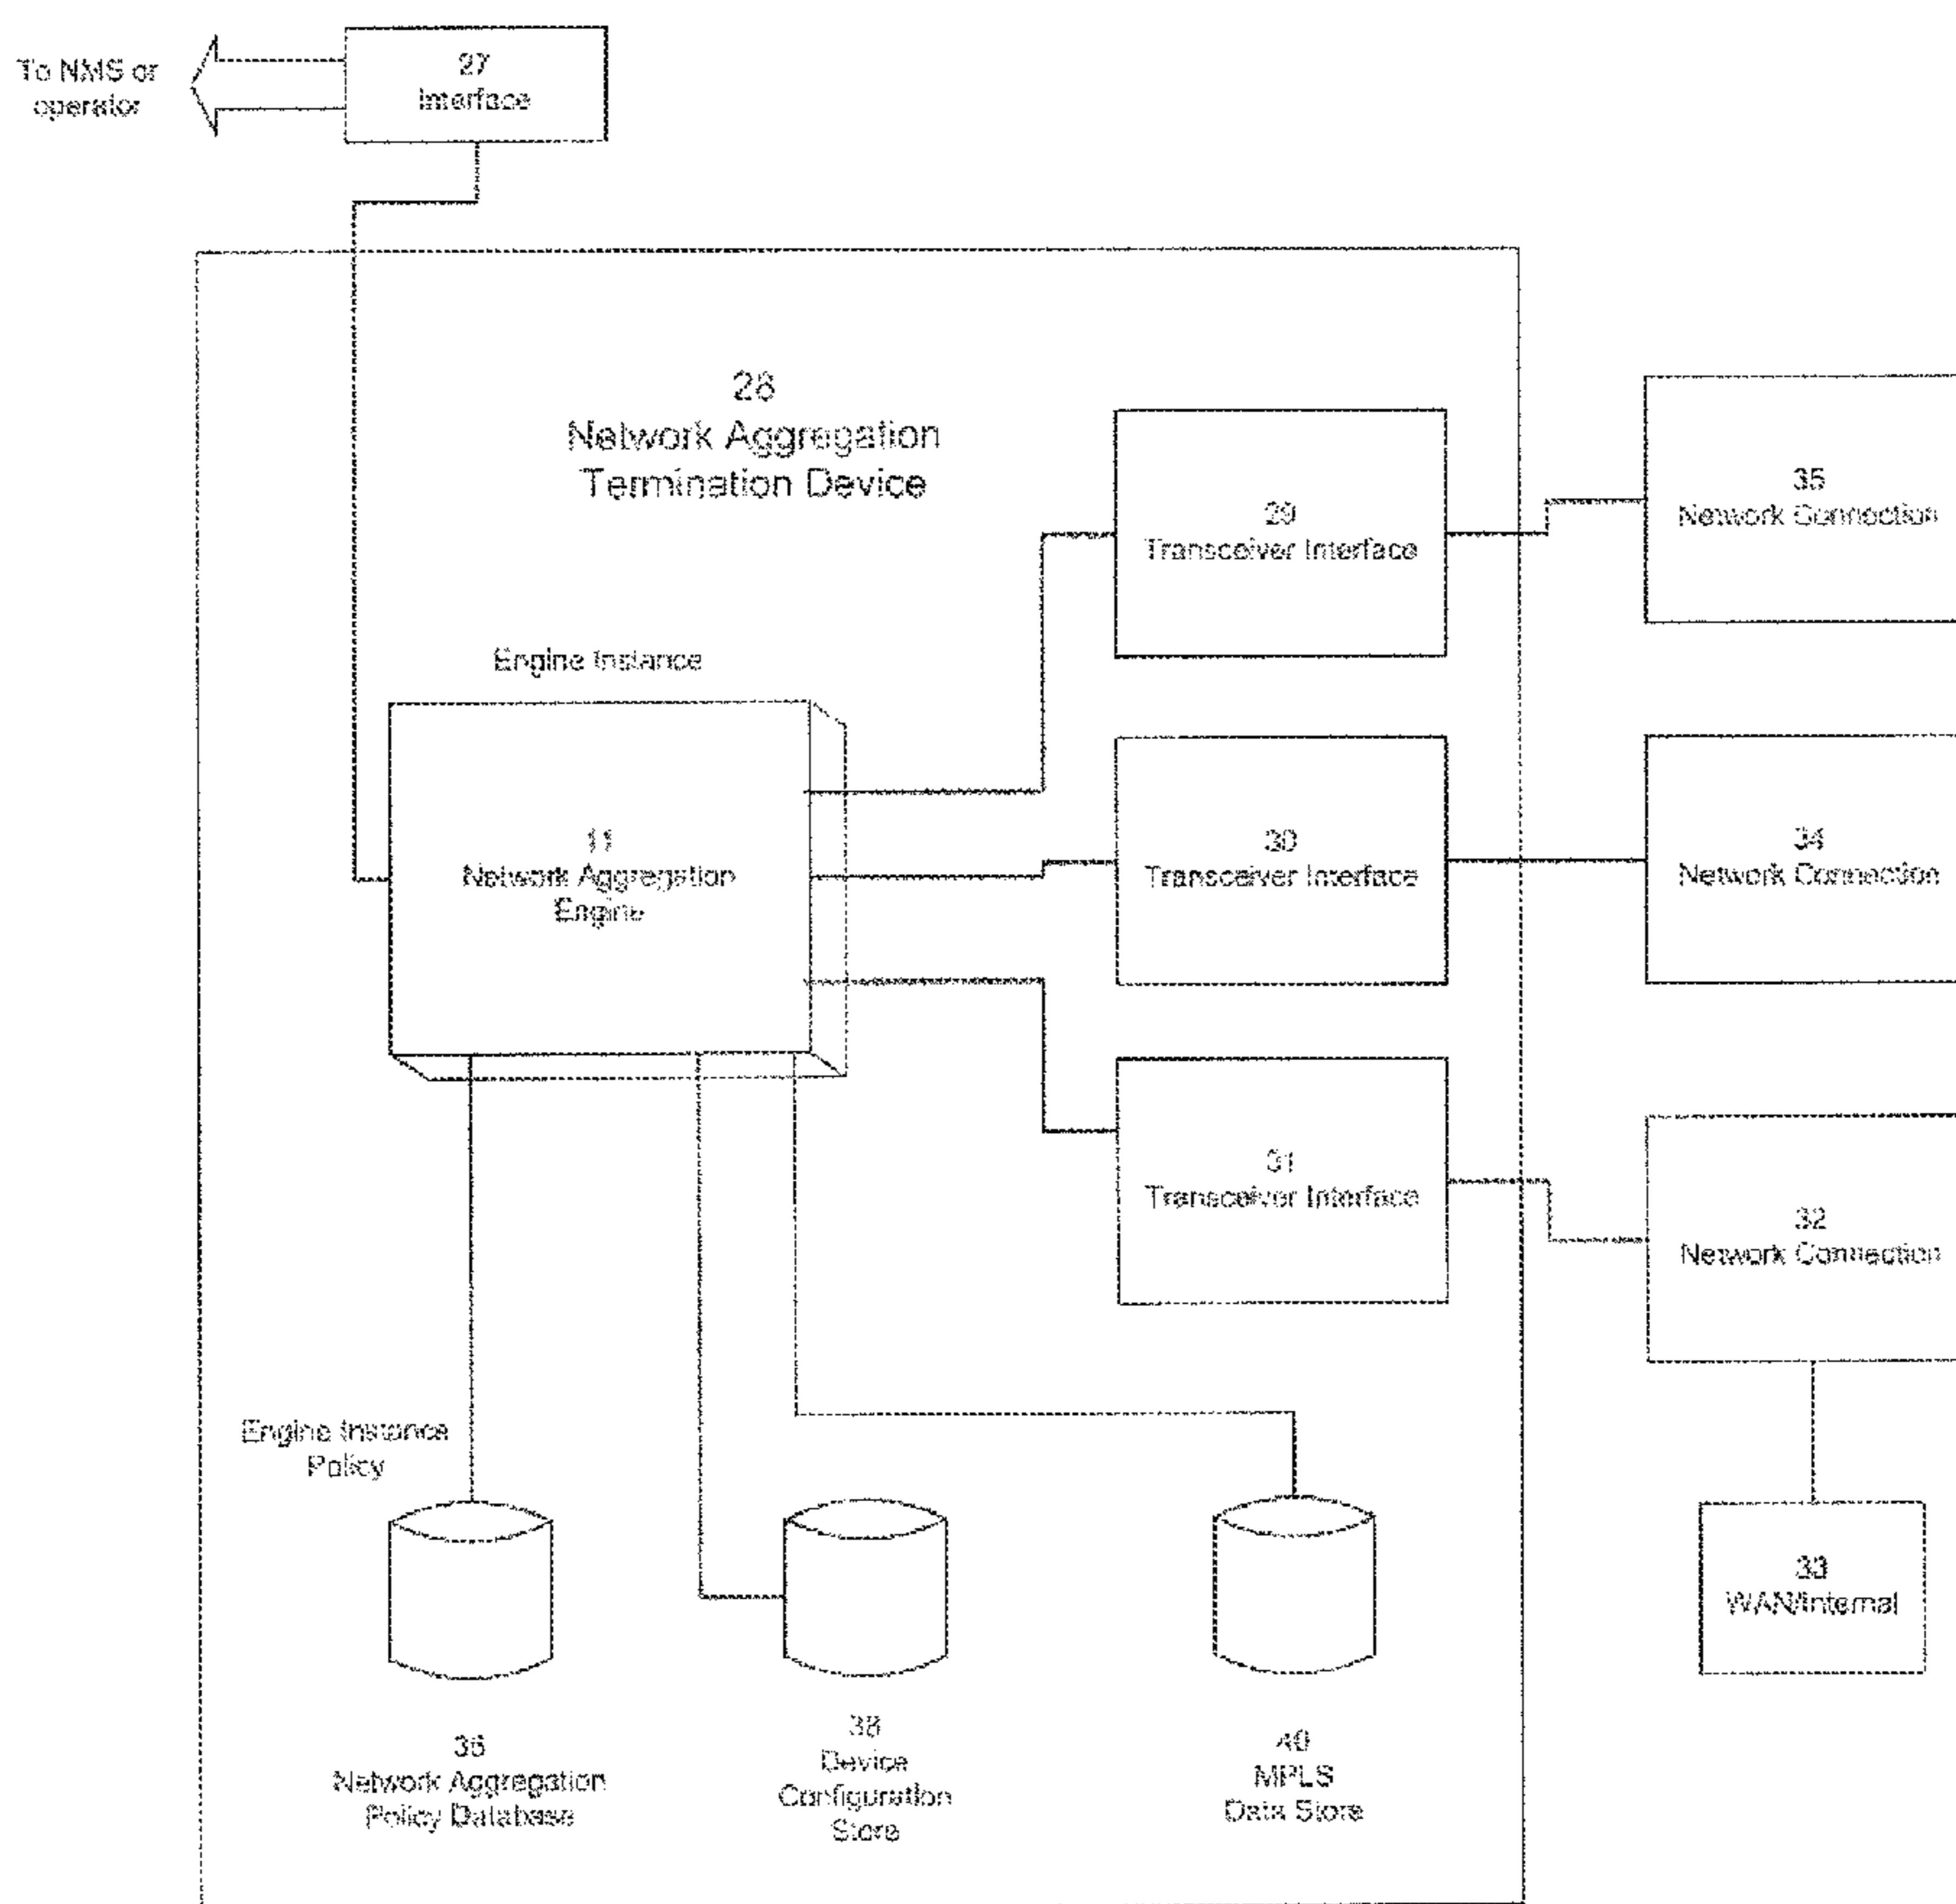 To NMS or
operator
27
Interface
28
Network Aggregation
Termination Device
29
Transceiver Interface
35
Network Connection
Engine Instance
11
Network Aggregation
Engine
30
Transceiver Interface
34
Network Connection
31
Transceiver Interface
32
Network Connection
Engine Instance
Policy
33
WAN/Internal
36
Network Aggregation
Policy Database
38
Device
Configuration
Store
40
MPLS
Data Store